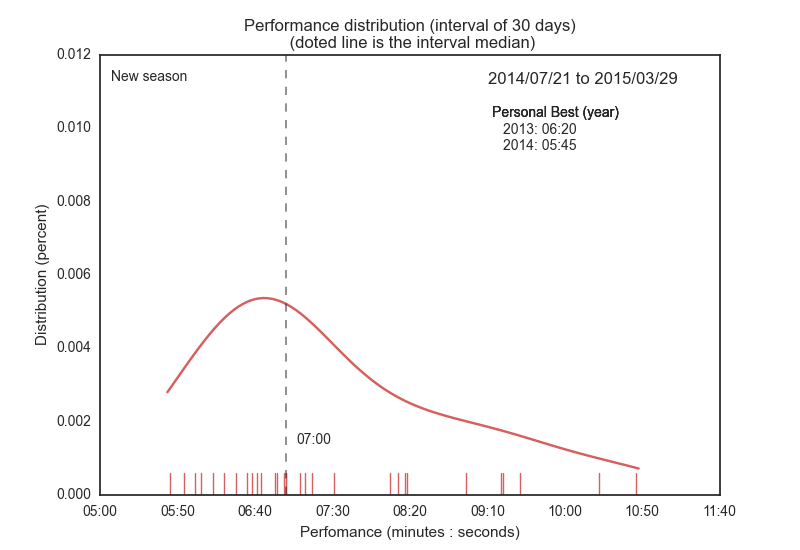 Performance distribution (interval of 30 days)
(doted line is the interval median)
0.012
New season
2014/07/21 to 2015/03/29
Personal Best (year)
2013: 06:20
2014: 05:45
0.010
0.008
0.006
0.004
0.002
0.000
Distribution (percent)
07:00
05:00 05:50 06:40 07:30 08:20 09:10 10:00 10:50 11:40
Perfomance (minutes : seconds)